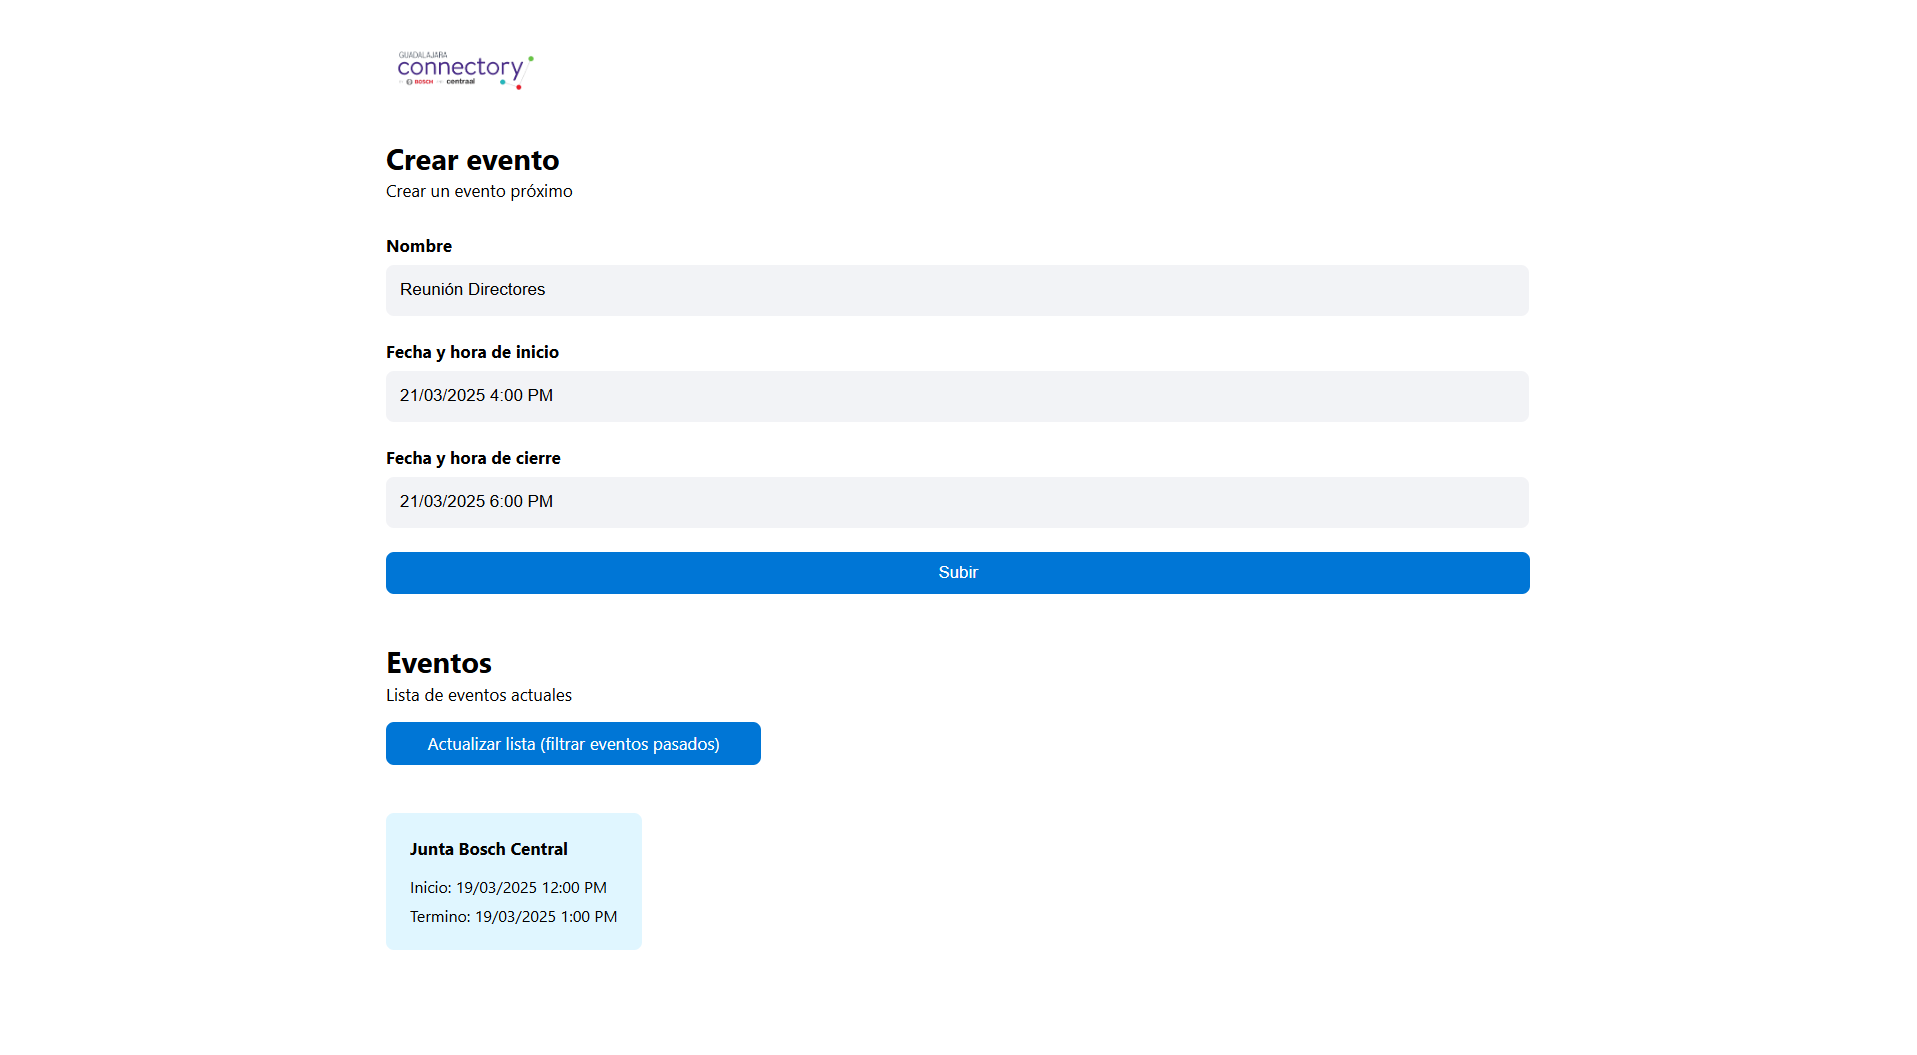 GUADALAJARA
connectory
BOSCH centraal
Crear evento
Crear un evento próximo
Nombre
Reunión Directores
Fecha y hora de inicio
21/03/2025 4:00 PM
Fecha y hora de cierre
21/03/2025 6:00 PM
Subir
Eventos
Lista de eventos actuales
Actualizar lista (filtrar eventos pasados)
Junta Bosch Central
Inicio: 19/03/2025 12:00 PM
Termino: 19/03/2025 1:00 PM